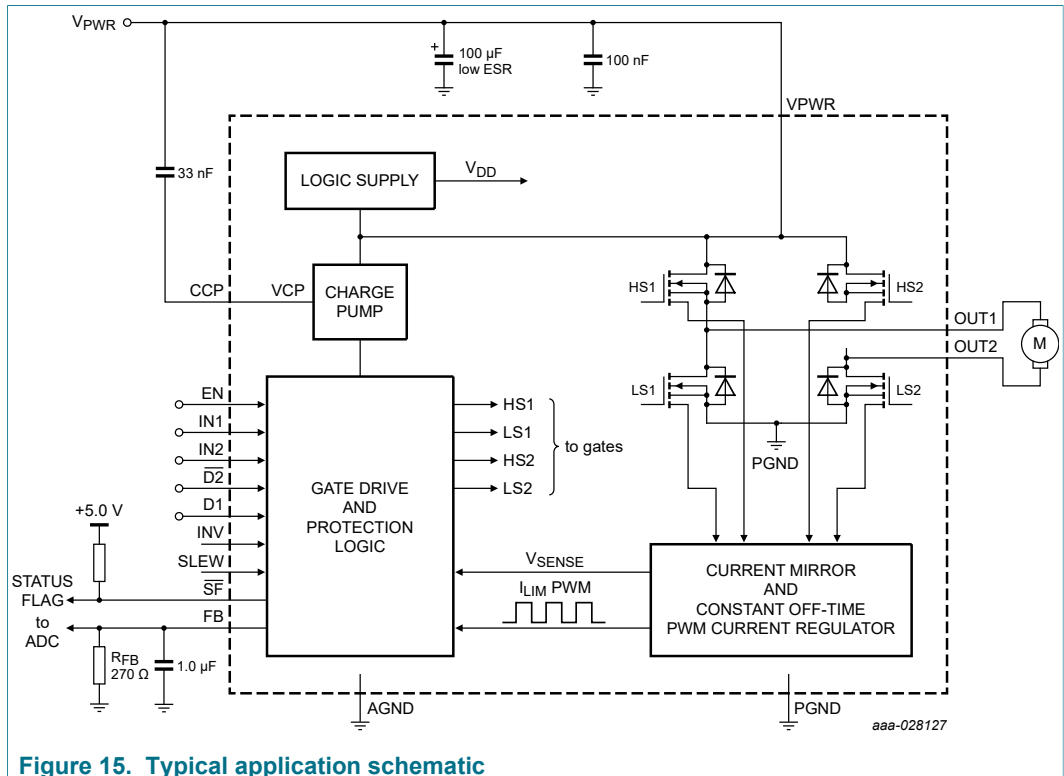 VPWR
+
100 µF
low ESR
100 nF
VPWR
33 nF
LOGIC SUPPLY
VDD
CCP
VCP
CHARGE
PUMP
HS1
HS2
OUT1
M
OUT2
LS1
LS2
PGND
EN
IN1
IN2
D2
D1
INV
SLEW
SF
FB
+5.0 V
STATUS
FLAG
to
ADC
RFB
270 Ω
1.0 µF
GATE DRIVE
AND
PROTECTION
LOGIC
HS1
LS1
HS2
LS2
to gates
VSENSE
ILIM PWM
CURRENT MIRROR
AND
CONSTANT OFF-TIME
PWM CURRENT REGULATOR
AGND
PGND
aaa-028127
Figure 15. Typical application schematic